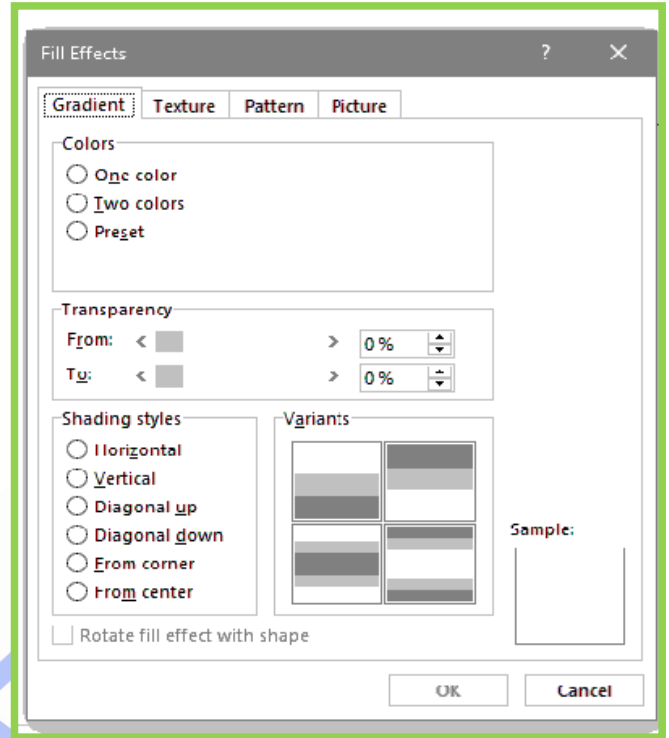 Fill Effects ? ×
Gradient Texture Pattern Picture
Colors
One color
Two colors
Preset
Transparency
From: < > 0 %
To: < > 0 %
Shading styles
Horizontal
Vertical
Diagonal up
Diagonal down
From corner
From center
Variants
Sample:
Rotate fill effect with shape
OK Cancel